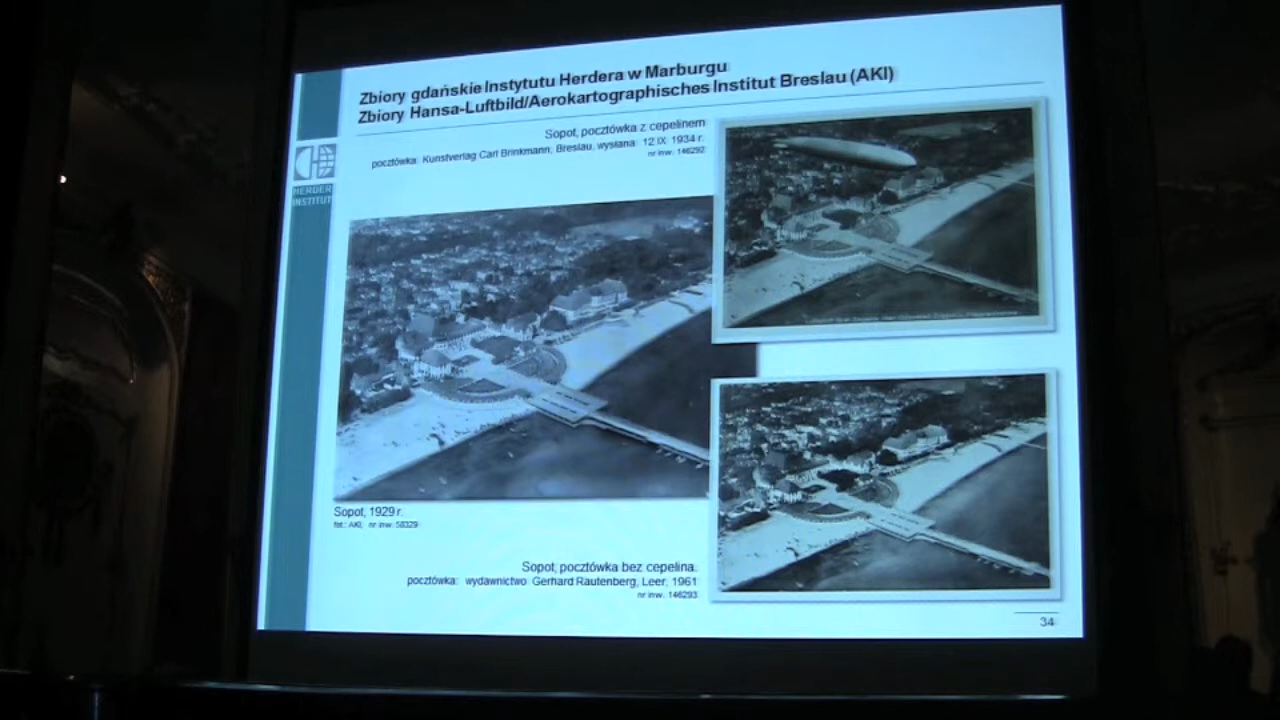 Zbiory gdańskie Instytutu Herdera w Marburgu
Zbiory Hansa-Luftbild/Aerokartographisches Institut Breslau (AKI)
HERDER
INSTITUT
Sopot, pocztówka z cepelinem
pocztówka: Kunstverlag Carl Brinkmann, Breslau, wysłana: 12.IX. 1934 r.
nr inw. 146292
Sopot, 1929 r.
fot.: AKI, nr inw. 58329
Sopot, pocztówka bez cepelina.
pocztówka: wydawnictwo Gerhard Rautenberg, Leer, 1961
nr inw. 146293
34